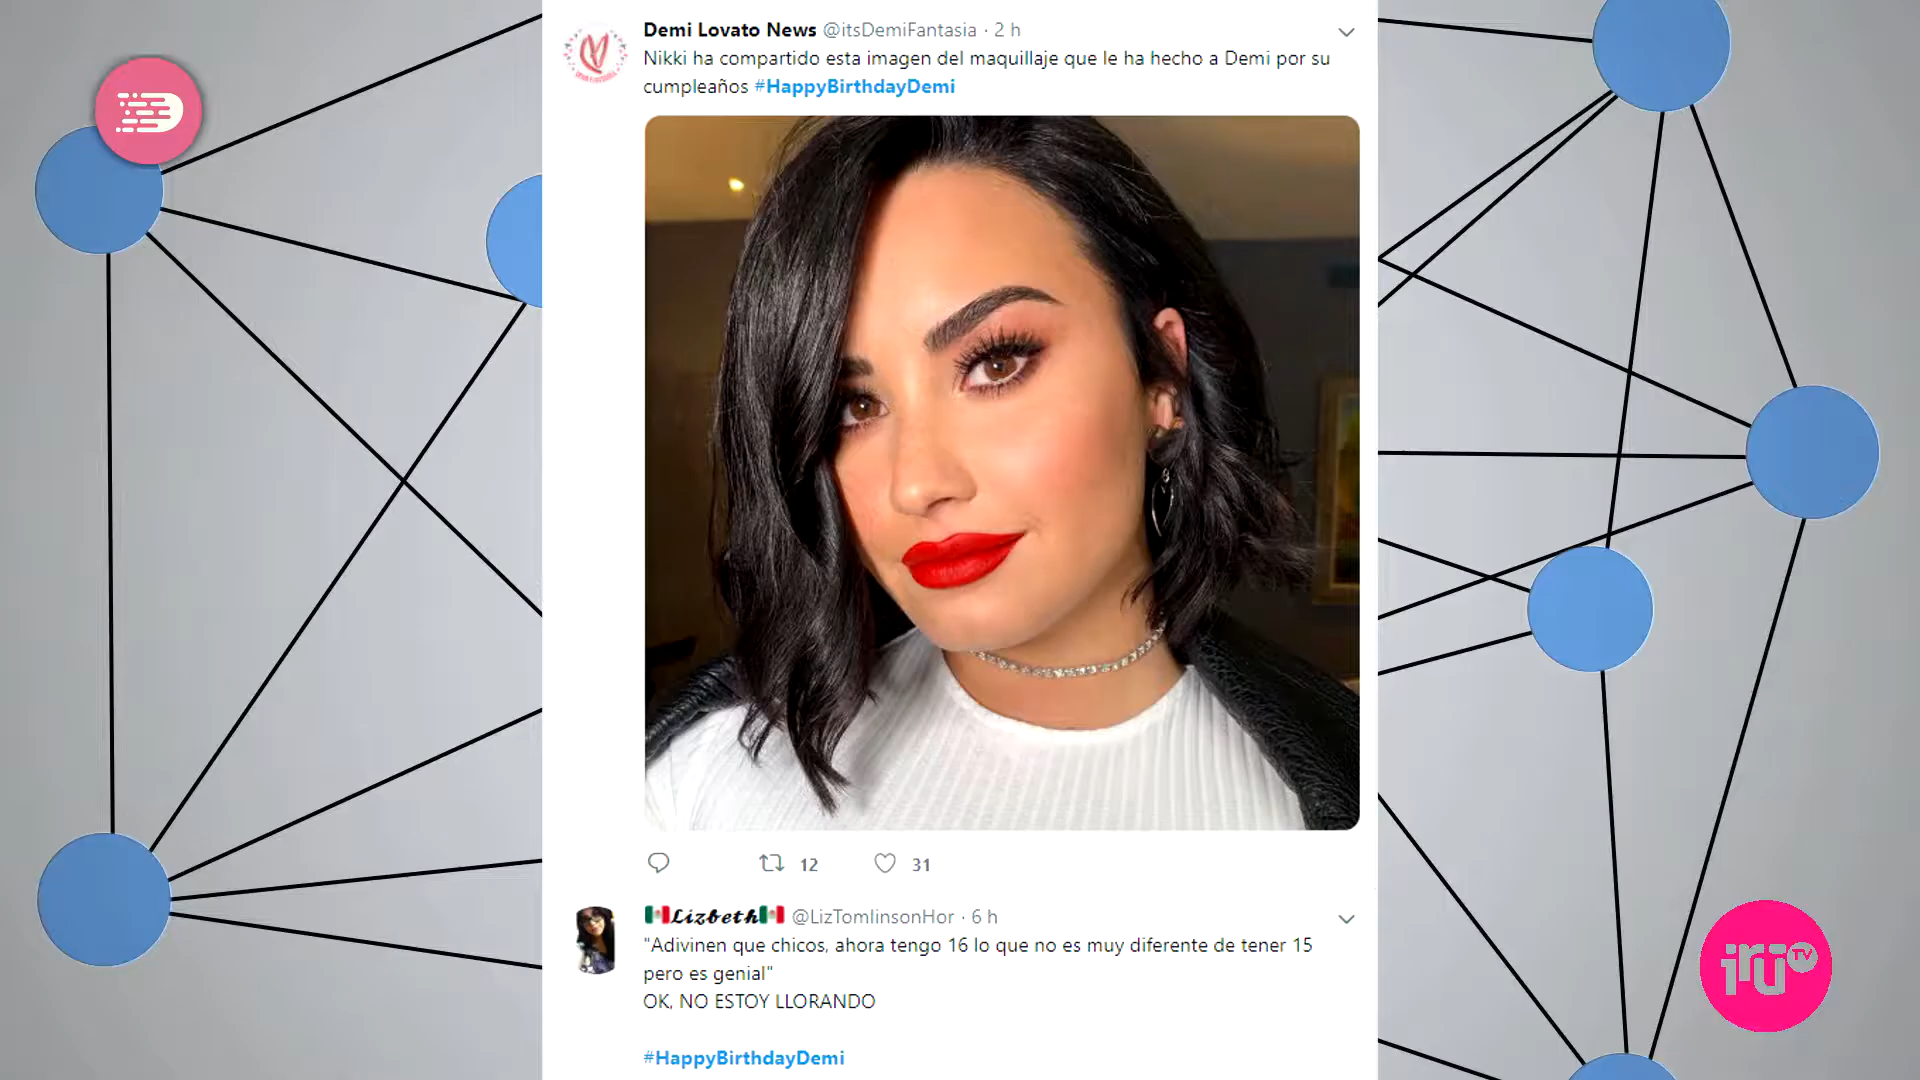 Demi Lovato News @itsDemiFantasia · 2 h
Nikki ha compartido esta imagen del maquillaje que le ha hecho a Demi por su
cumpleaños #HappyBirthdayDemi
12 31
🇲🇽Lizbeth🇲🇽 @LizTomlinsonHor · 6 h
"Adivinen que chicos, ahora tengo 16 lo que no es muy diferente de tener 15
pero es genial"
OK, NO ESTOY LLORANDO
#HappyBirthdayDemi
irú TV